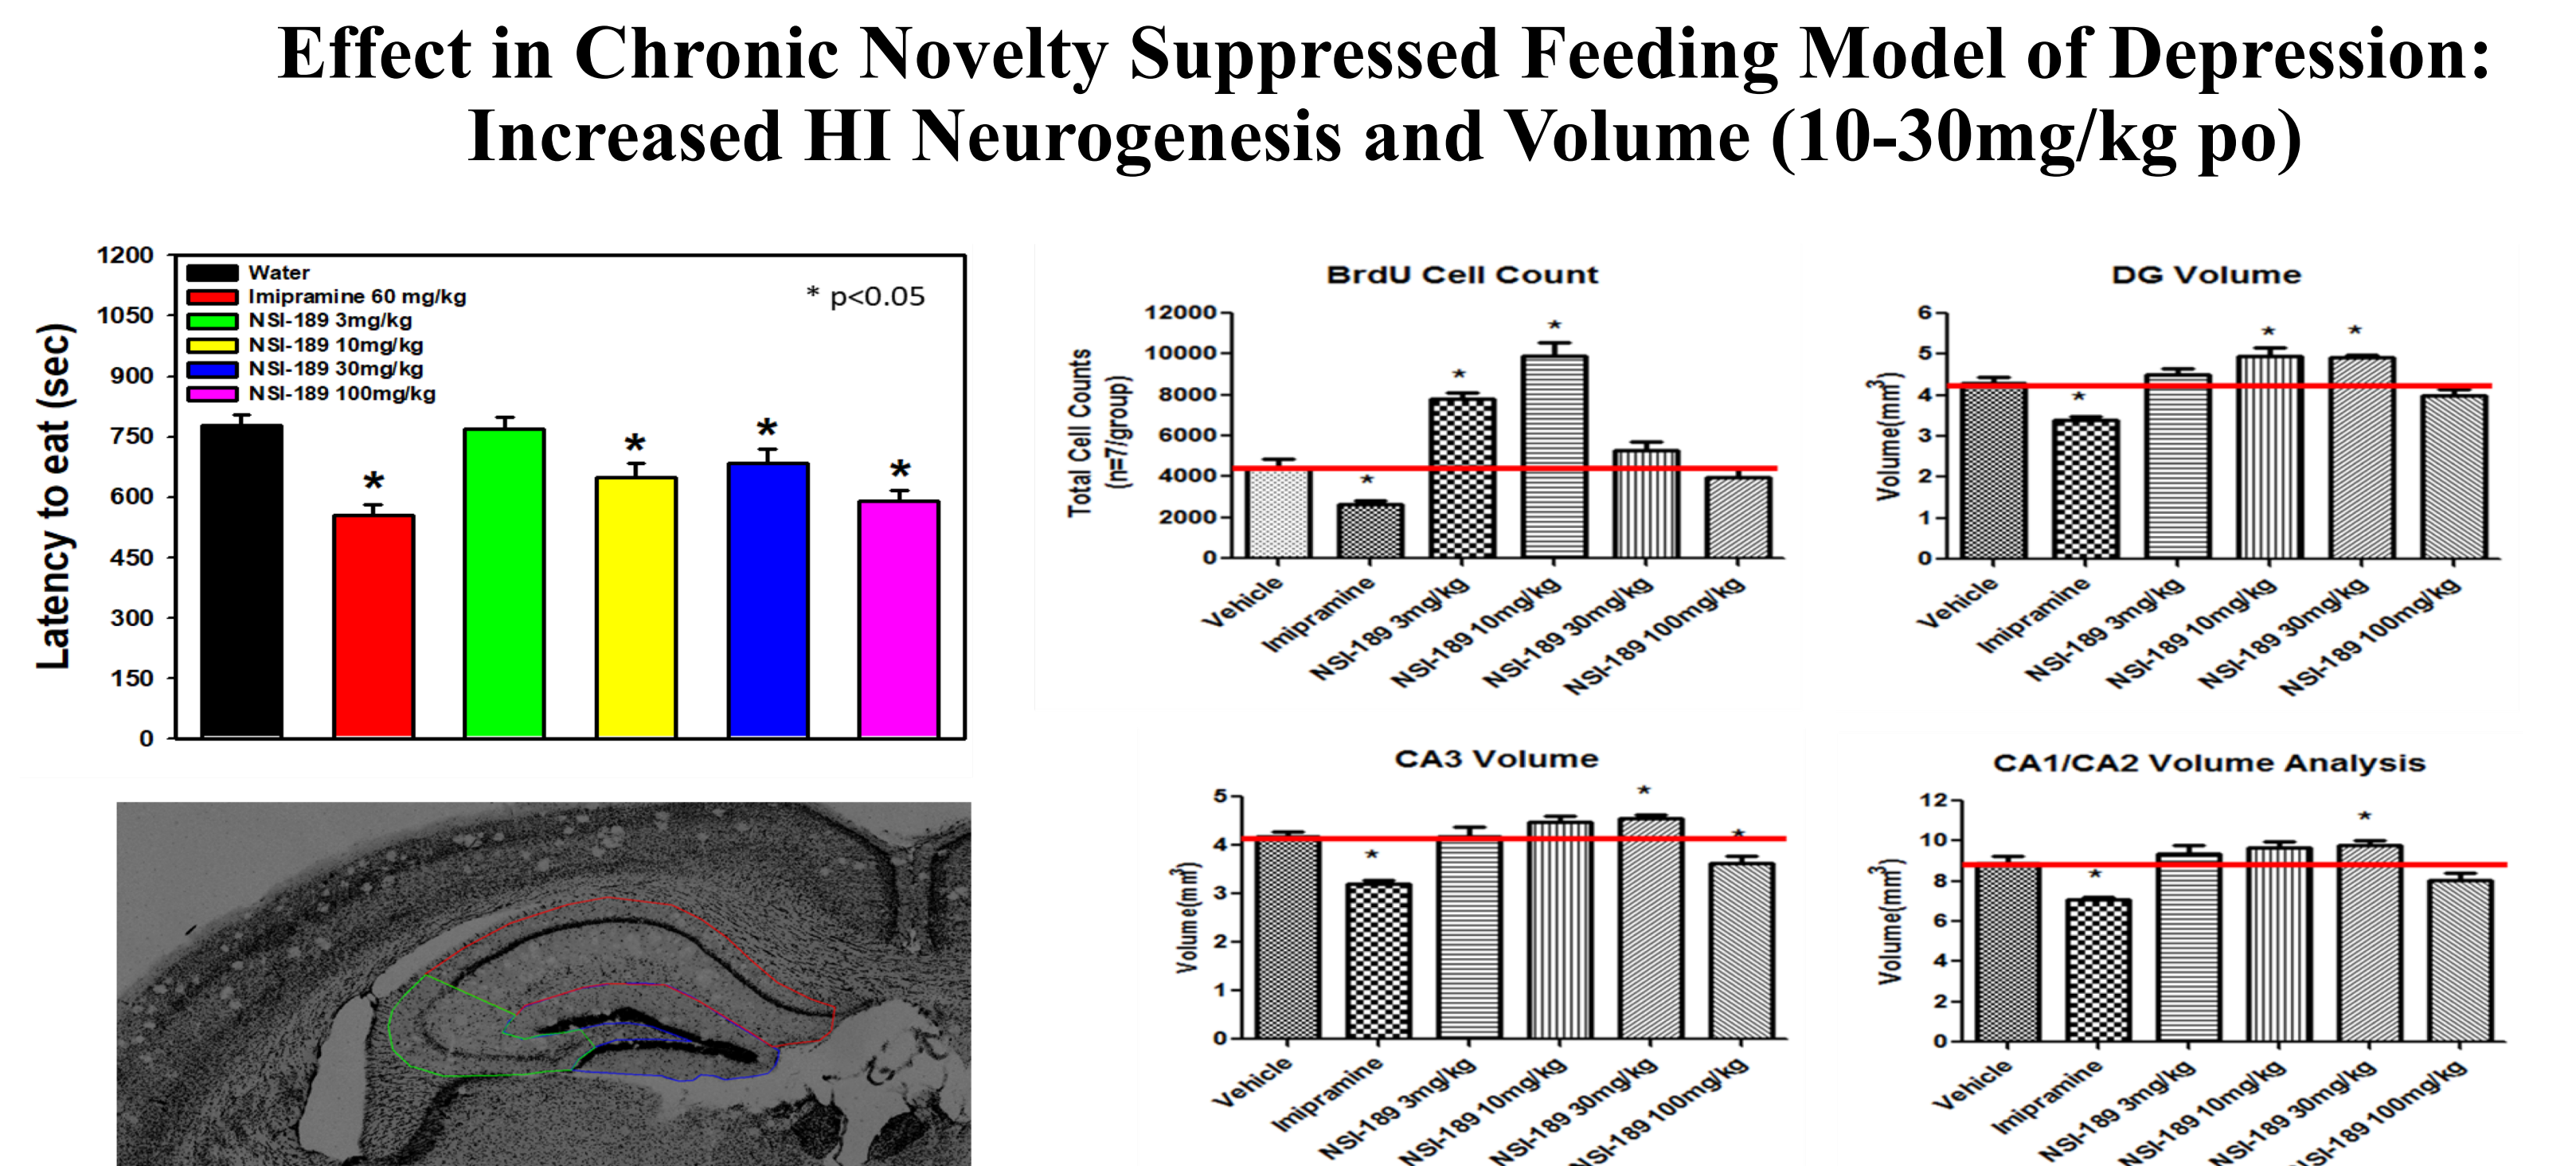 Effect in Chronic Novelty Suppressed Feeding Model of Depression:
Increased HI Neurogenesis and Volume (10-30mg/kg po)
Latency to eat (sec)
1200
1050
900
750
600
450
300
150
0
Water
Imipramine 60 mg/kg
NSI-189 3mg/kg
NSI-189 10mg/kg
NSI-189 30mg/kg
NSI-189 100mg/kg
* p<0.05
*
*
*
*
BrdU Cell Count
Total Cell Counts
(n=7/group)
12000
10000
8000
6000
4000
2000
0
*
*
*
Vehicle
Imipramine
NSI-189 3mg/kg
NSI-189 10mg/kg
NSI-189 30mg/kg
NSI-189 100mg/kg
DG Volume
Volume(mm³)
6
5
4
3
2
1
0
*
*
*
Vehicle
Imipramine
NSI-189 3mg/kg
NSI-189 10mg/kg
NSI-189 30mg/kg
NSI-189 100mg/kg
CA3 Volume
Volume(mm³)
5
4
3
2
1
0
*
*
*
Vehicle
Imipramine
NSI-189 3mg/kg
NSI-189 10mg/kg
NSI-189 30mg/kg
NSI-189 100mg/kg
CA1/CA2 Volume Analysis
Volume(mm³)
12
10
8
6
4
2
0
*
*
Vehicle
Imipramine
NSI-189 3mg/kg
NSI-189 10mg/kg
NSI-189 30mg/kg
NSI-189 100mg/kg